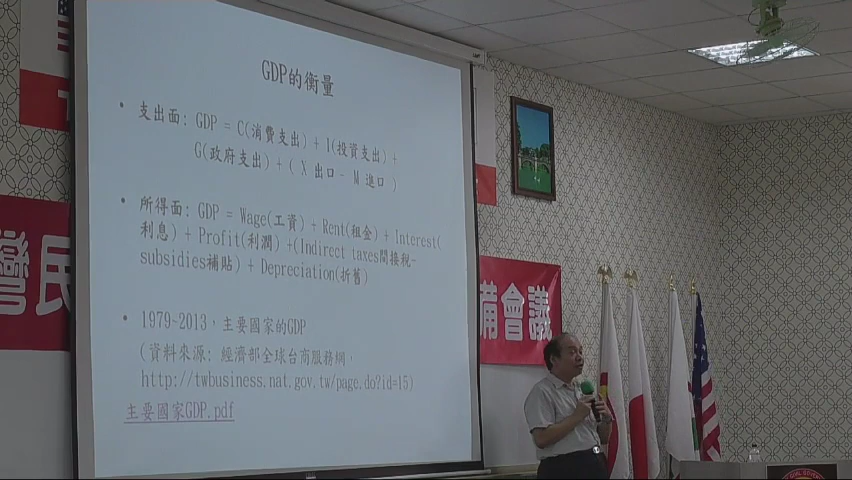 GDP的衡量
• 支出面: GDP = C(消費支出) + I(投資支出) +
G(政府支出) + ( X 出口 - M 進口 )
• 所得面: GDP = Wage(工資) + Rent(租金) + Interest(
利息) + Profit(利潤) +(Indirect taxes間接稅-
subsidies補貼) + Depreciation(折舊)
• 1979~2013，主要國家的GDP
(資料來源: 經濟部全球台商服務網，
http://twbusiness.nat.gov.tw/page.do?id=15)
主要國家GDP.pdf
灣民
備會議